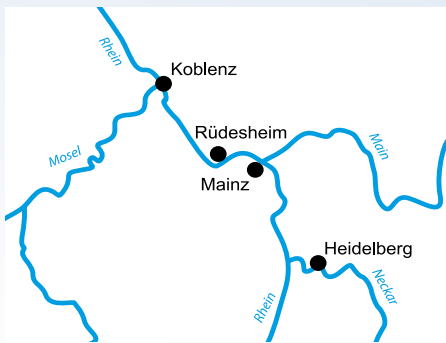 Rhein
Koblenz
Mosel
Rüdesheim
Main
Mainz
Heidelberg
Rhein
Neckar